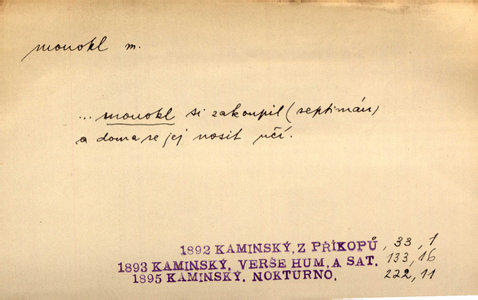 monokl m.
... monokl si zakoupil (septimán)
a doma se jej nosit učí.
1892 KAMINSKÝ, Z PŘÍKOPŮ, 33, 1
1893 KAMINSKÝ, VERŠE HUM. A SAT. 133, 16
1895 KAMINSKÝ, NOKTURNO. 222, 11